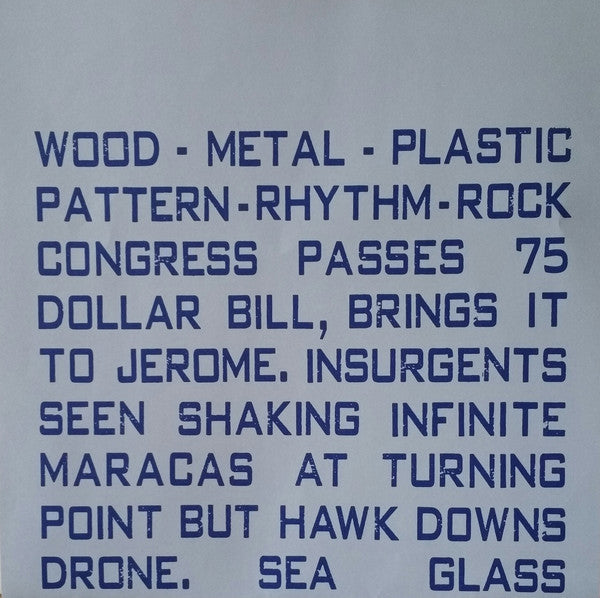 WOOD - METAL - PLASTIC
PATTERN-RHYTHM-ROCK
CONGRESS PASSES 75
DOLLAR BILL, BRINGS IT
TO JEROME. INSURGENTS
SEEN SHAKING INFINITE
MARACAS AT TURNING
POINT BUT HAWK DOWNS
DRONE. SEA GLASS